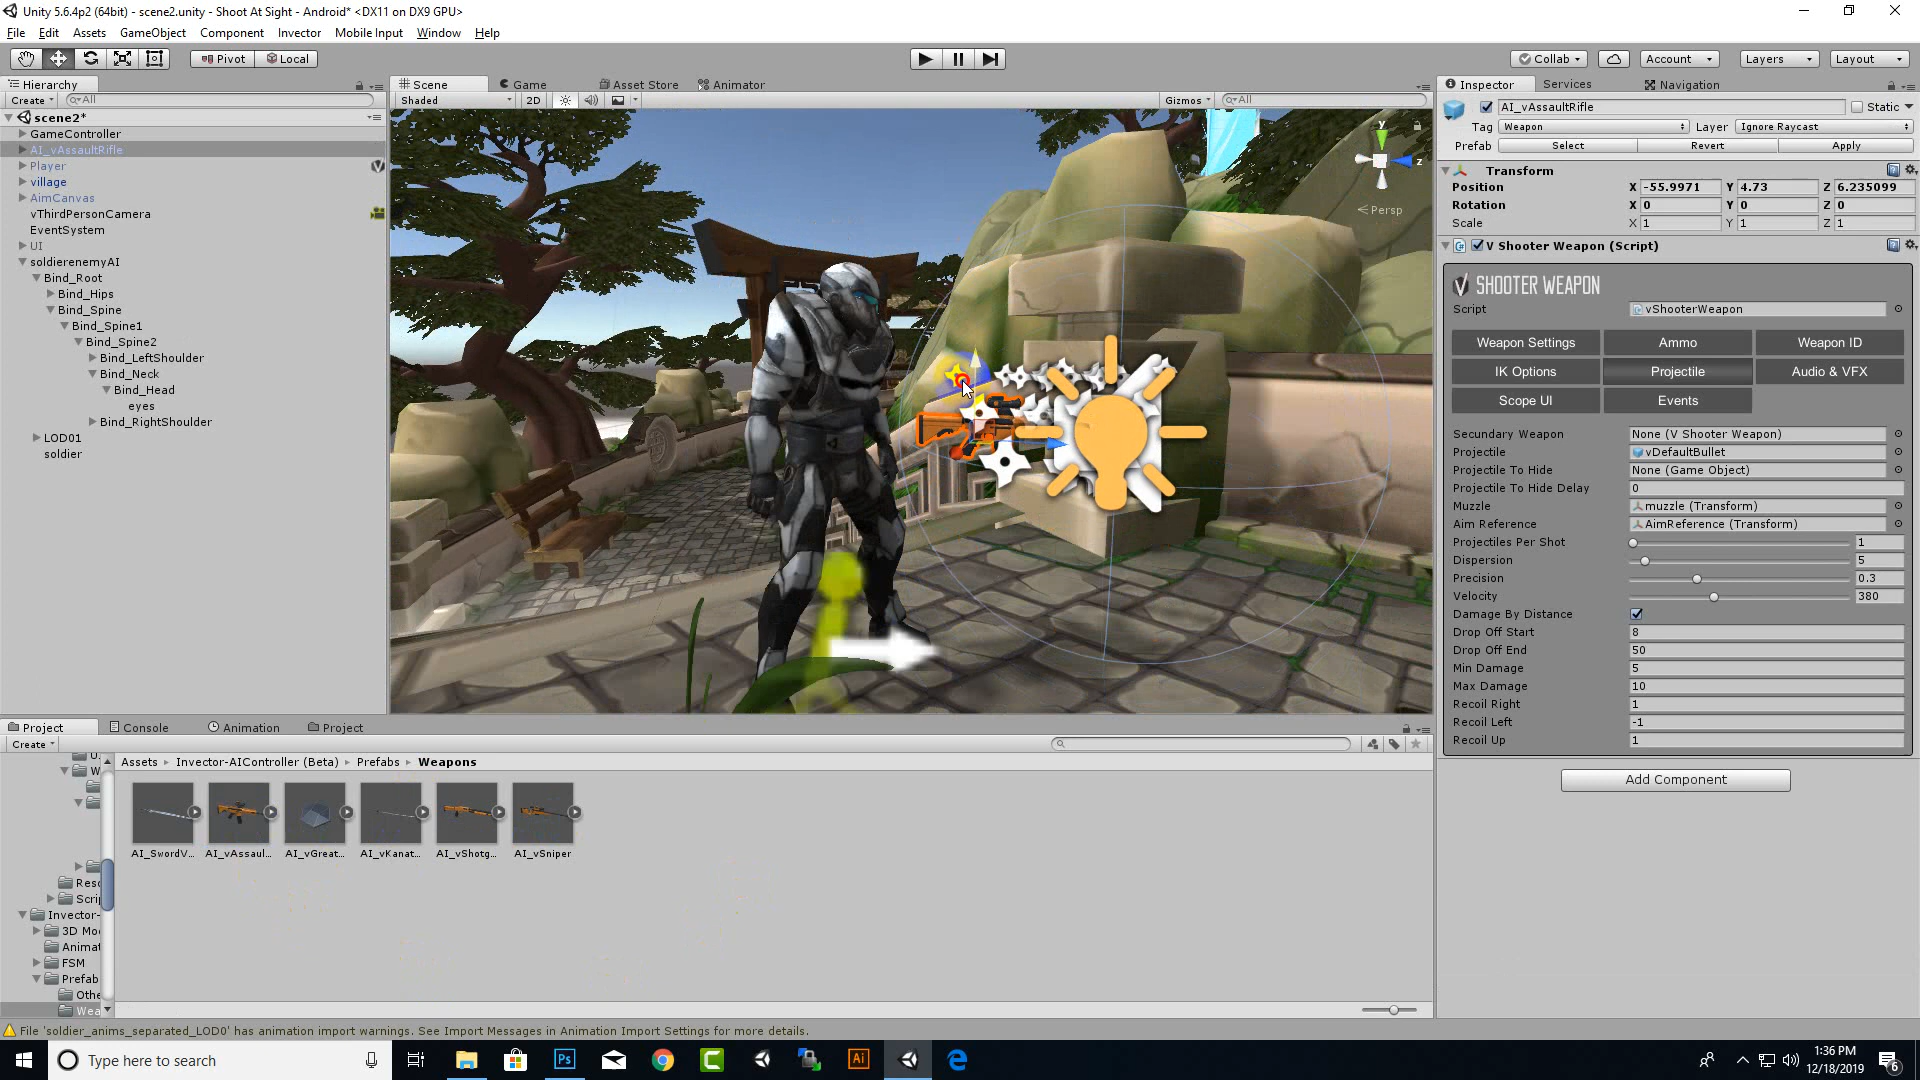 Unity 5.6.4p2 (64bit) - scene2.unity - Shoot At Sight - Android* <DX11 on DX9 GPU>
File Edit Assets GameObject Component Invector Mobile Input Window Help
Pivot Local Collab Account Layers Layout
Hierarchy
Create All
scene2*
GameController
AI_vAssaultRifle
Player
village
AimCanvas
vThirdPersonCamera
EventSystem
UI
soldierenemyAI
Bind_Root
Bind_Hips
Bind_Spine
Bind_Spine1
Bind_Spine2
Bind_LeftShoulder
Bind_Neck
Bind_Head
eyes
Bind_RightShoulder
LOD01
soldier
Scene Game Asset Store Animator
Shaded 2D Gizmos All
y
z
Persp
Inspector Services Navigation
AI_vAssaultRifle Static
Tag Weapon Layer Ignore Raycast
Prefab Select Revert Apply
Transform
Position X -55.9971 Y 4.73 Z 6.235099
Rotation X 0 Y 0 Z 0
Scale X 1 Y 1 Z 1
V Shooter Weapon (Script)
SHOOTER WEAPON
Script vShooterWeapon
Weapon Settings Ammo Weapon ID
IK Options Projectile Audio & VFX
Scope UI Events
Secundary Weapon None (V Shooter Weapon)
Projectile vDefaultBullet
Projectile To Hide None (Game Object)
Projectile To Hide Delay 0
Muzzle muzzle (Transform)
Aim Reference AimReference (Transform)
Projectiles Per Shot 1
Dispersion 5
Precision 0.3
Velocity 380
Damage By Distance
Drop Off Start 8
Drop Off End 50
Min Damage 5
Max Damage 10
Recoil Right 1
Recoil Left -1
Recoil Up 1
Add Component
Project Console Animation Project
Create
Assets Invector-AIController (Beta) Prefabs Weapons
Invector-
3D Mo
Animat
FSM
Prefab
Othe
Wea
AI_SwordV... AI_vAssaul... AI_vGreat... AI_vKanat... AI_vShotg... AI_vSniper
File 'soldier_anims_separated_LOD0' has animation import warnings. See Import Messages in Animation Import Settings for more details.
Type here to search
Ps
Ai
1:36 PM
12/18/2019
6